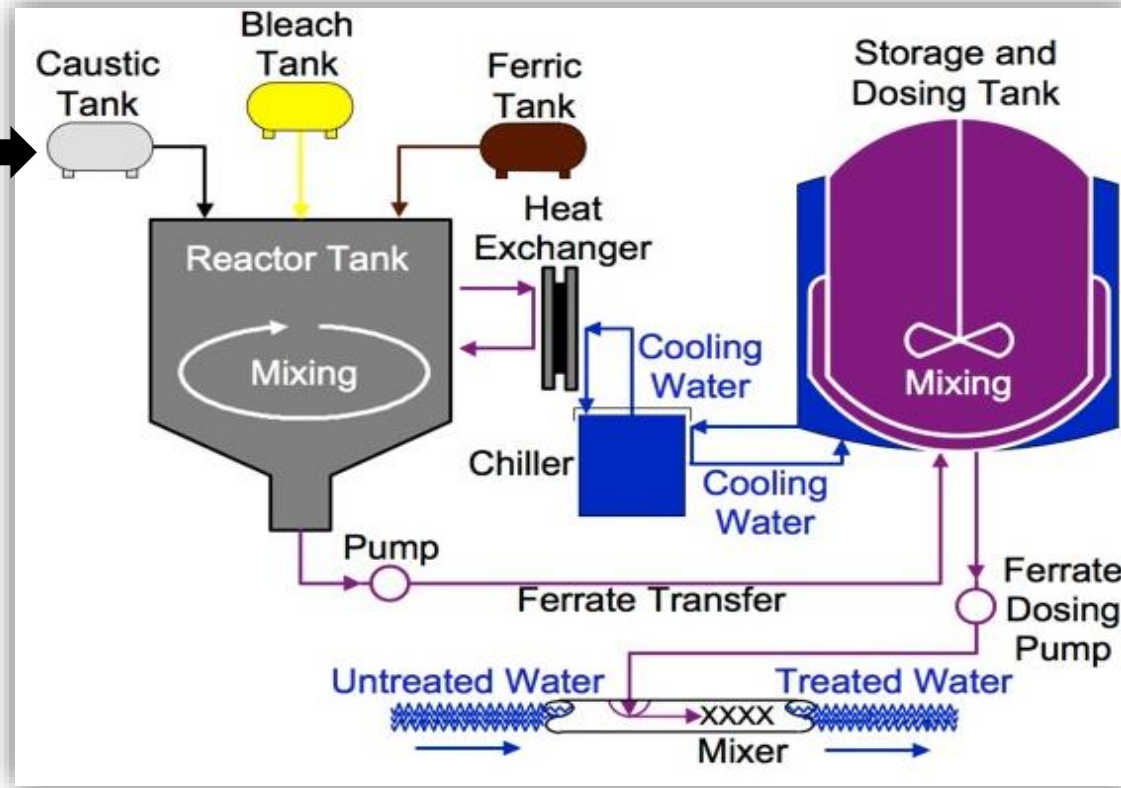 Caustic
Tank
Bleach
Tank
Ferric
Tank
Storage and
Dosing Tank
Reactor Tank
Mixing
Heat
Exchanger
Cooling
Water
Mixing
Chiller
Cooling
Water
Pump
Ferrate Transfer
Ferrate
Dosing
Pump
Untreated Water
XXXX
Treated Water
Mixer